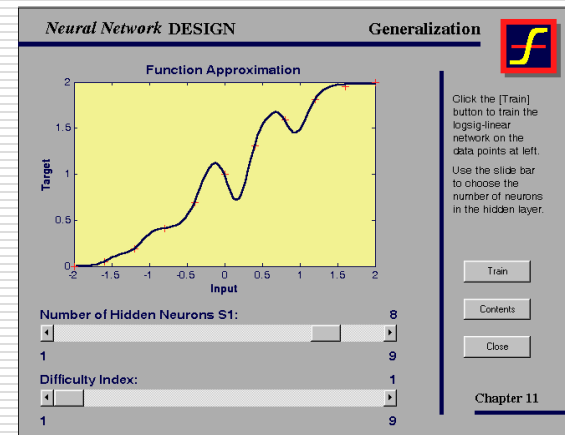 Neural Network DESIGN
Generalization
Function Approximation
2
1.5
1
0.5
0
Target
-2 -1.5 -1 -0.5 0 0.5 1 1.5 2
Input
Number of Hidden Neurons S1: 8
1 9
Difficulty Index: 1
1 9
Click the [Train]
button to train the
logsig-linear
network on the
data points at left.
Use the slide bar
to choose the
number of neurons
in the hidden layer.
Train
Contents
Close
Chapter 11